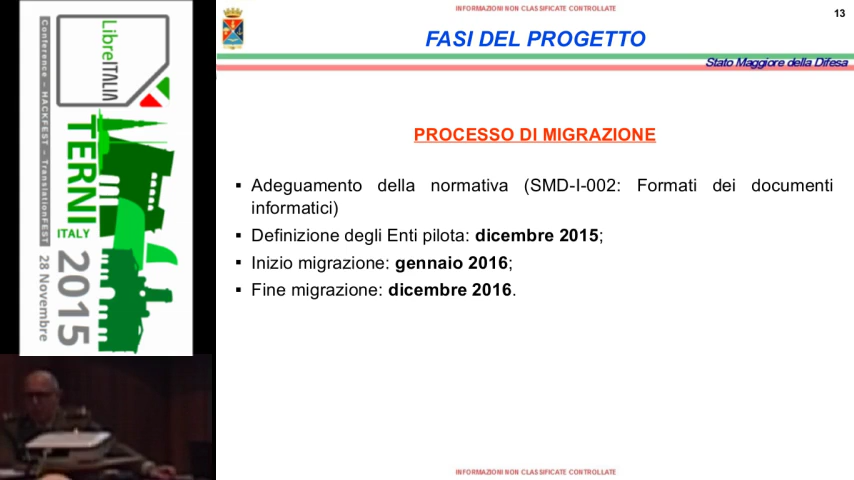 LibreITALIA
Conference – HACKFEST – TranslationFEST
TERNI
ITALY
2015
28 Novembre
INFORMAZIONI NON CLASSIFICATE CONTROLLATE
13
FASI DEL PROGETTO
Stato Maggiore della Difesa
PROCESSO DI MIGRAZIONE
▪ Adeguamento della normativa (SMD-I-002: Formati dei documenti
informatici)
▪ Definizione degli Enti pilota: dicembre 2015;
▪ Inizio migrazione: gennaio 2016;
▪ Fine migrazione: dicembre 2016.
INFORMAZIONI NON CLASSIFICATE CONTROLLATE